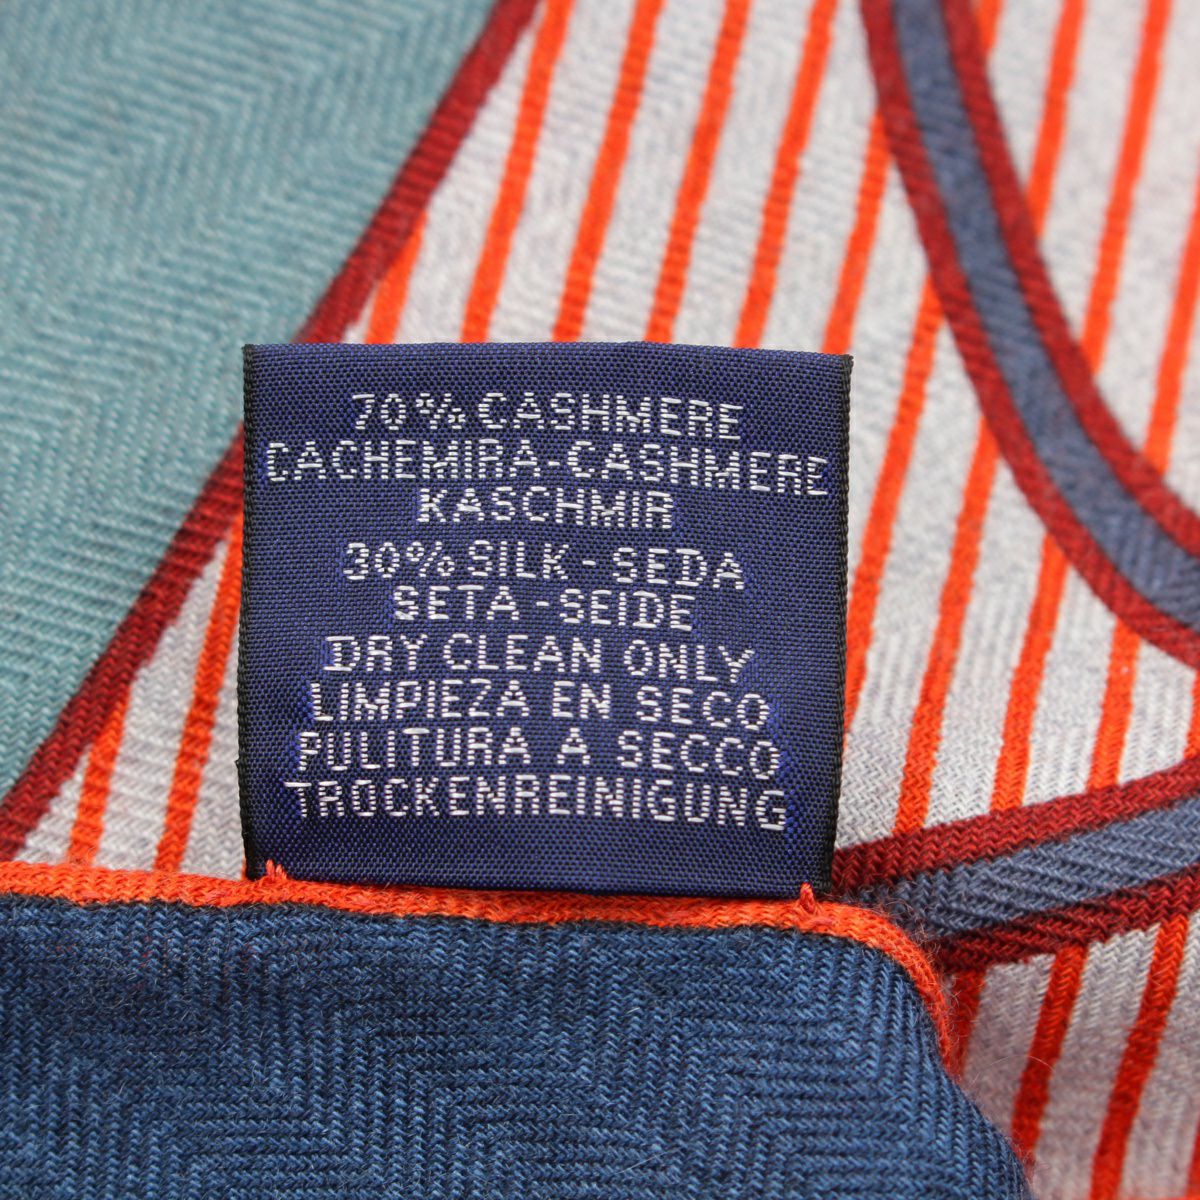 70% CASHMERE
CACHEMIRA-CASHMERE
KASCHMIR
30% SILK - SEDA
SETA - SEIDE
DRY CLEAN ONLY
LIMPIEZA EN SECO
PULITURA A SECCO
TROCKENREINIGUNG